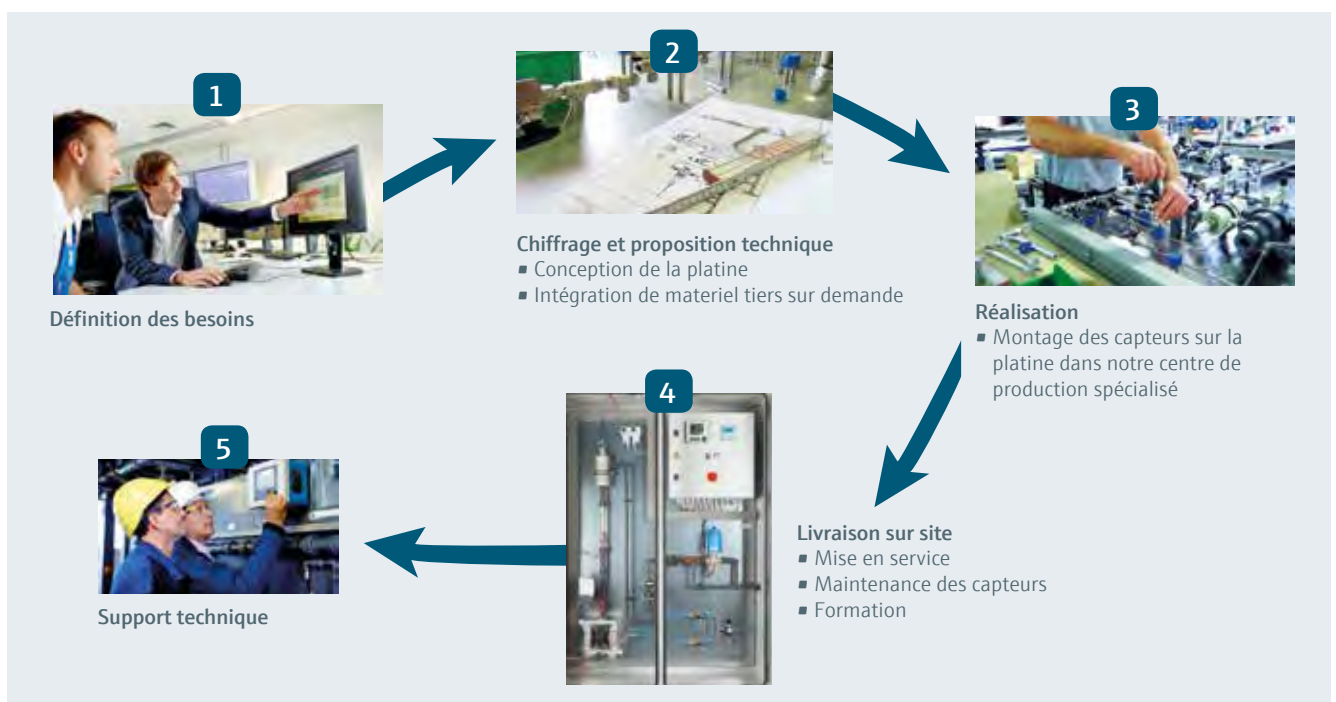 1
Définition des besoins
2
Chiffrage et proposition technique
▪ Conception de la platine
▪ Intégration de materiel tiers sur demande
3
Réalisation
▪ Montage des capteurs sur la
platine dans notre centre de
production spécialisé
4
Livraison sur site
▪ Mise en service
▪ Maintenance des capteurs
▪ Formation
5
Support technique